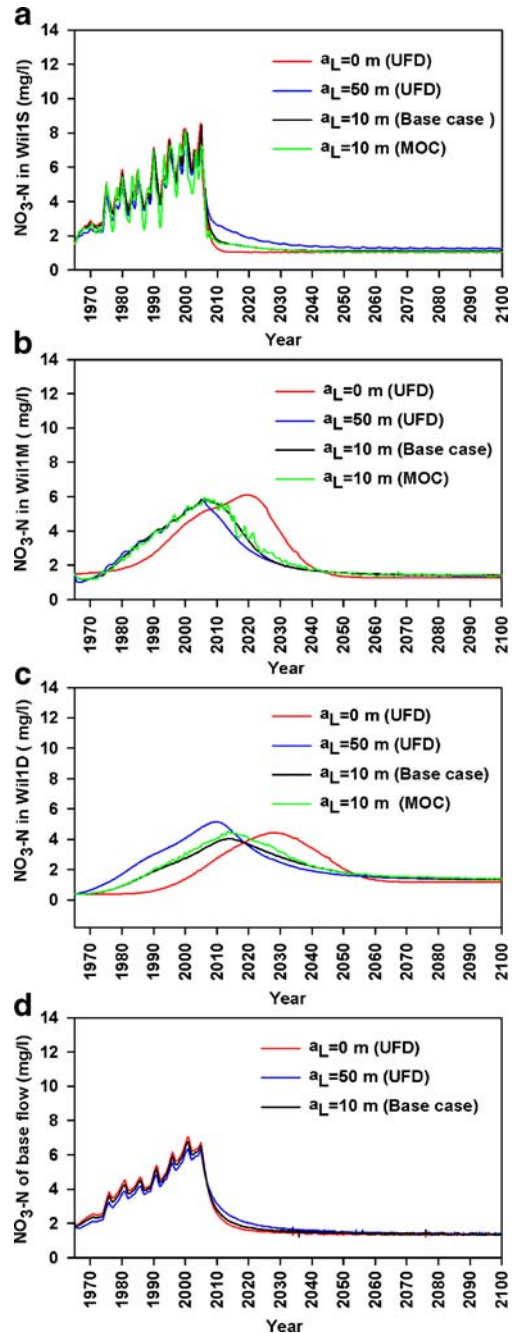 a
14
12
10
8
6
4
2
0
NO3-N in Wil1S (mg/l)
aL=0 m (UFD)
aL=50 m (UFD)
aL=10 m (Base case )
aL=10 m (MOC)
1970 1980 1990 2000 2010 2020 2030 2040 2050 2060 2070 2080 2090 2100
Year
b
14
12
10
8
6
4
2
0
NO3-N in Wil1M ( mg/l)
aL=0 m (UFD)
aL=50 m (UFD)
aL=10 m (Base case)
aL=10 m (MOC)
1970 1980 1990 2000 2010 2020 2030 2040 2050 2060 2070 2080 2090 2100
Year
c
14
12
10
8
6
4
2
0
NO3-N in Wil1D ( mg/l)
aL=0 m (UFD)
aL=50 m (UFD)
aL=10 m (Base case)
aL=10 m (MOC)
1970 1980 1990 2000 2010 2020 2030 2040 2050 2060 2070 2080 2090 2100
Year
d
14
12
10
8
6
4
2
0
NO3-N of base flow (mg/l)
aL=0 m (UFD)
aL=50 m (UFD)
aL=10 m (Base case)
1970 1980 1990 2000 2010 2020 2030 2040 2050 2060 2070 2080 2090 2100
Year